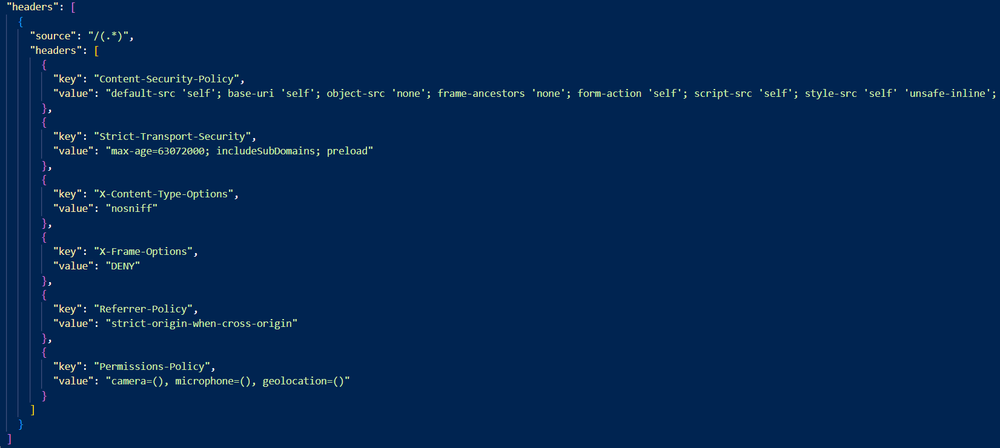 "headers": [
{
"source": "/(.*)",
"headers": [
{
"key": "Content-Security-Policy",
"value": "default-src 'self'; base-uri 'self'; object-src 'none'; frame-ancestors 'none'; form-action 'self'; script-src 'self'; style-src 'self' 'unsafe-inline';
},
{
"key": "Strict-Transport-Security",
"value": "max-age=63072000; includeSubDomains; preload"
},
{
"key": "X-Content-Type-Options",
"value": "nosniff"
},
{
"key": "X-Frame-Options",
"value": "DENY"
},
{
"key": "Referrer-Policy",
"value": "strict-origin-when-cross-origin"
},
{
"key": "Permissions-Policy",
"value": "camera=(), microphone=(), geolocation=()"
}
]
}
]